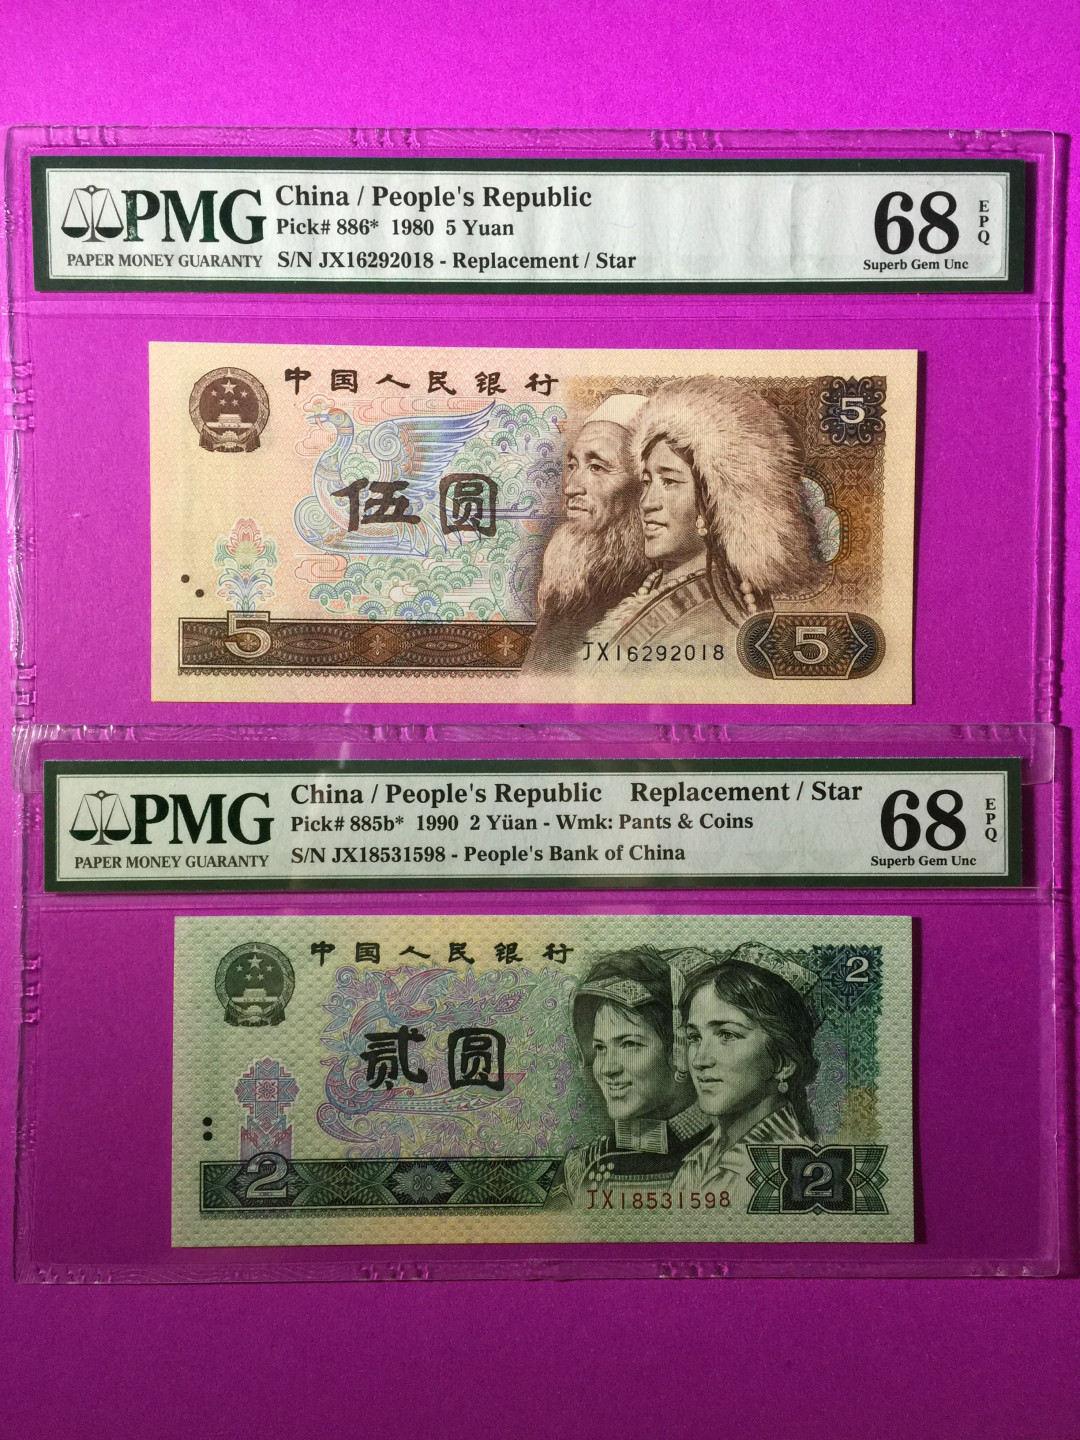 PMG
PAPER MONEY GUARANTY
China / People's Republic
Pick# 886* 1980 5 Yuan
S/N JX16292018 - Replacement / Star
68
EPQ
Superb Gem Unc
中国人民银行
5
伍圆
5
JX16292018
5
PMG
PAPER MONEY GUARANTY
China / People's Republic Replacement / Star
Pick# 885b* 1990 2 Yüan - Wmk: Pants & Coins
S/N JX18531598 - People's Bank of China
68
EPQ
Superb Gem Unc
中国人民银行
2
贰圆
2
JX18531598
2